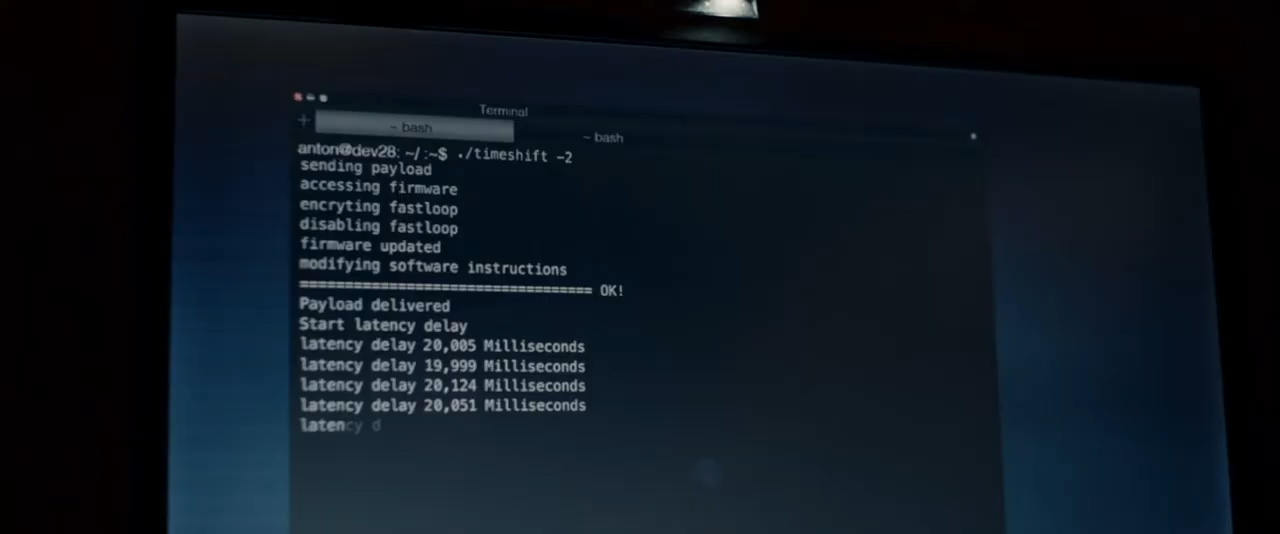 Terminal
+ ~ bash ~ bash
anton@dev28: ~/ :~$ ./timeshift -2
sending payload
accessing firmware
encryting fastloop
disabling fastloop
firmware updated
modifying software instructions
================================= OK!
Payload delivered
Start latency delay
latency delay 20,005 Milliseconds
latency delay 19,999 Milliseconds
latency delay 20,124 Milliseconds
latency delay 20,051 Milliseconds
latency d